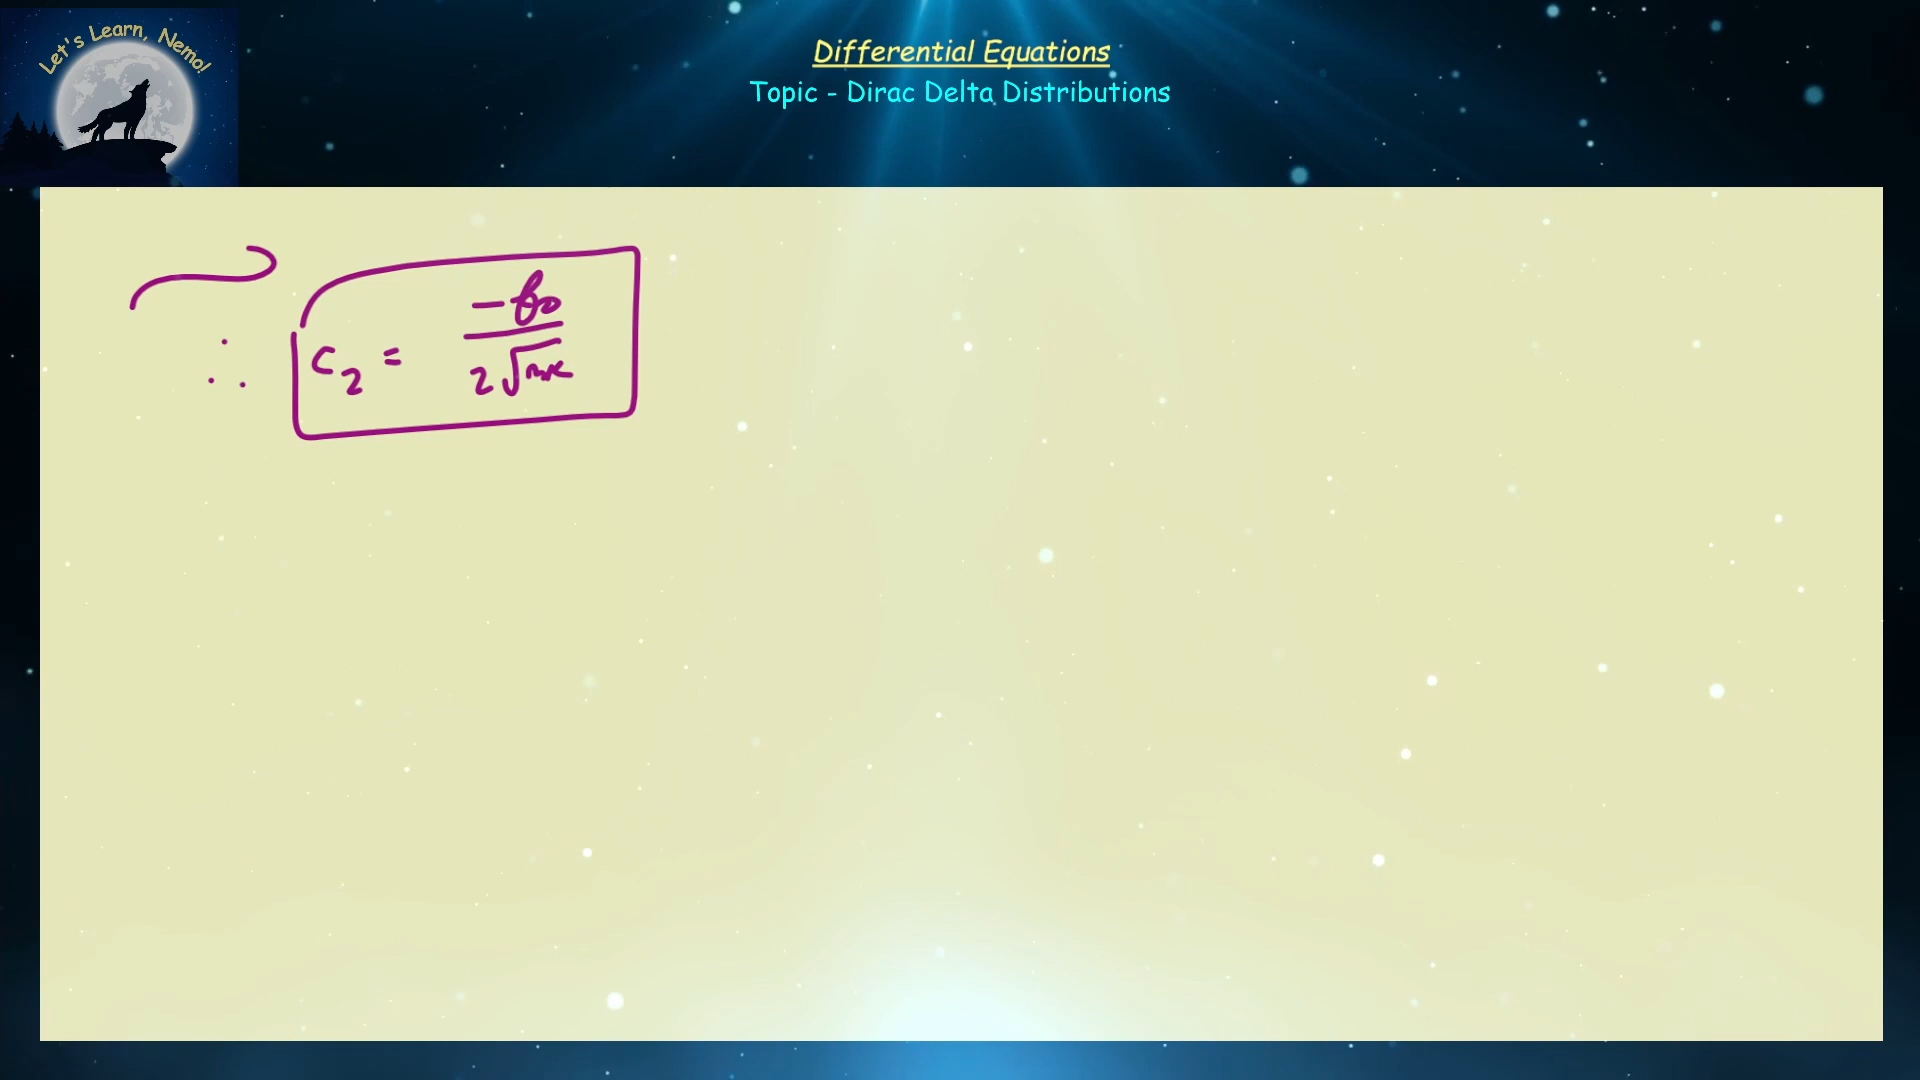 Let's Learn, Nemo!
Differential Equations
Topic - Dirac Delta Distributions
∴ c₂ = -f₀ / 2√mk